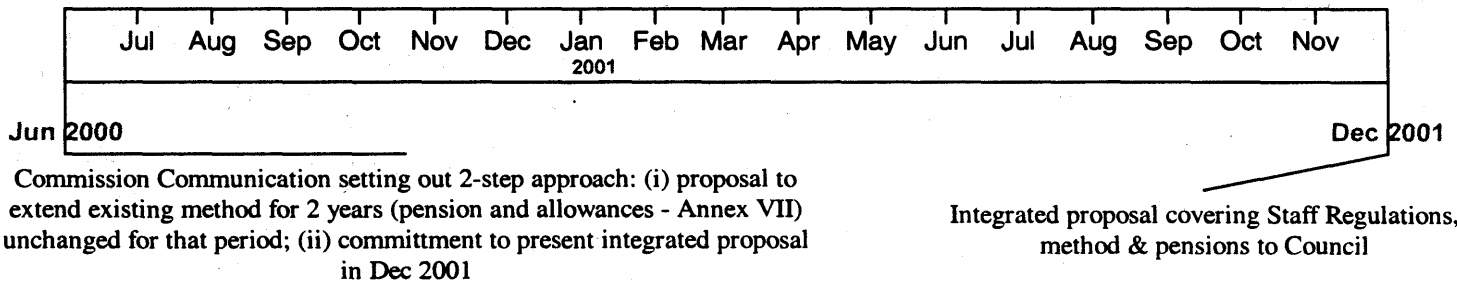 Jul Aug Sep Oct Nov Dec Jan Feb Mar Apr May Jun Jul Aug Sep Oct Nov
2001
Jun 2000
Dec 2001
Commission Communication setting out 2-step approach: (i) proposal to
extend existing method for 2 years (pension and allowances - Annex VII)
unchanged for that period; (ii) committment to present integrated proposal
in Dec 2001
Integrated proposal covering Staff Regulations,
method & pensions to Council